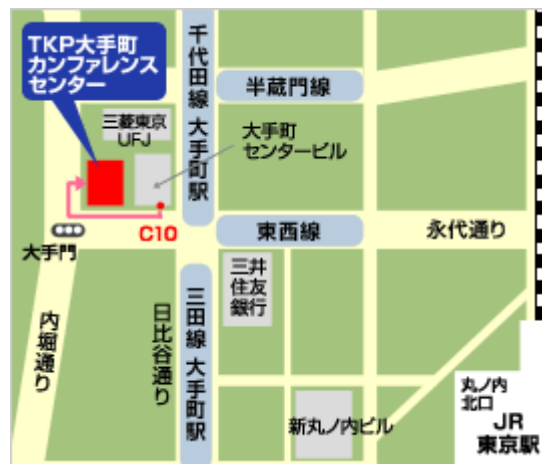 TKP大手町
カンファレンス
センター
千代田線 大手町駅
半蔵門線
三菱東京
UFJ
大手町
センタービル
C10
東西線
永代通り
大手門
三井
住友
銀行
内堀通り
日比谷通り
三田線 大手町駅
新丸ノ内ビル
丸ノ内
北口
JR
東京駅